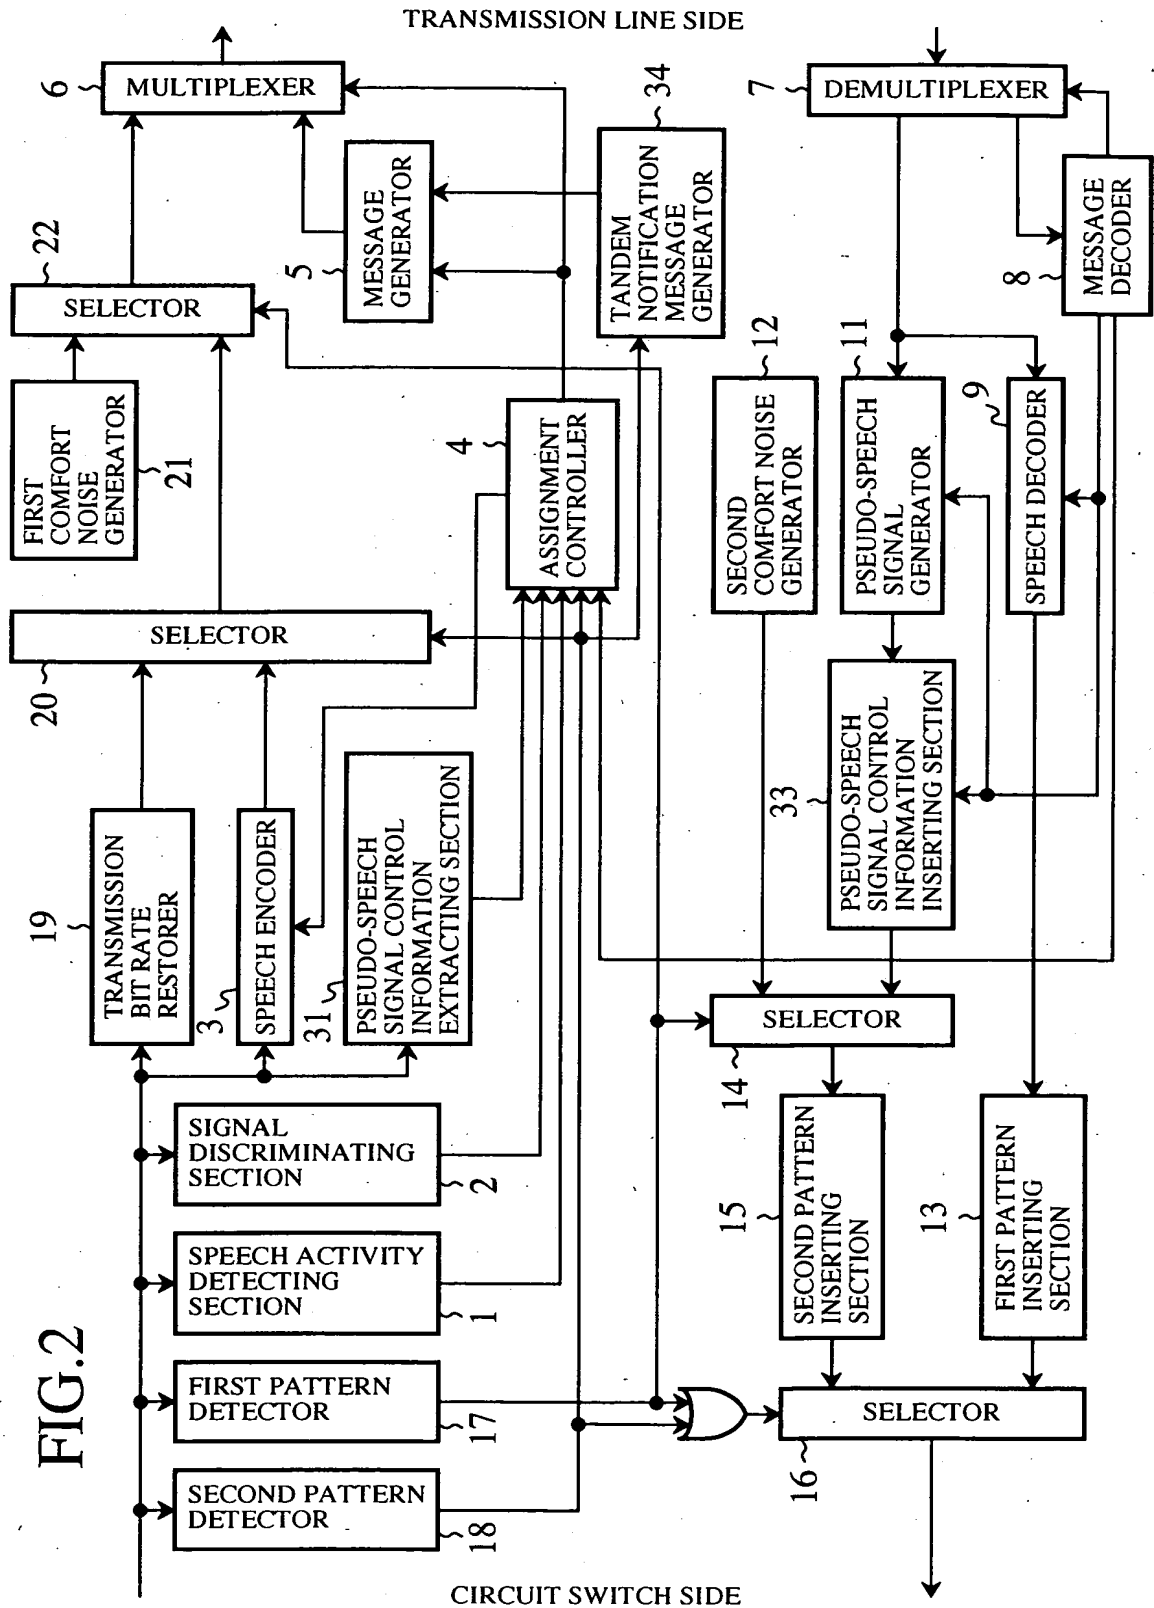 FIG.2
TRANSMISSION LINE SIDE
6
MULTIPLEXER
34
7
DEMULTIPLEXER
22
SELECTOR
5
MESSAGE
GENERATOR
TANDEM
NOTIFICATION
MESSAGE
GENERATOR
8
MESSAGE
DECODER
FIRST
COMFORT
NOISE
GENERATOR
21
4
ASSIGNMENT
CONTROLLER
12
SECOND
COMFORT NOISE
GENERATOR
11
PSEUDO-SPEECH
SIGNAL
GENERATOR
9
SPEECH DECODER
SELECTOR
20
19
TRANSMISSION
BIT RATE
RESTORER
3
SPEECH ENCODER
31
PSEUDO-SPEECH
SIGNAL CONTROL
INFORMATION
EXTRACTING SECTION
33
PSEUDO-SPEECH
SIGNAL CONTROL
INFORMATION
INSERTING SECTION
SELECTOR
14
SIGNAL
DISCRIMINATING
SECTION
2
SPEECH ACTIVITY
DETECTING
SECTION
1
15
SECOND PATTERN
INSERTING
SECTION
13
FIRST PATTERN
INSERTING
SECTION
FIRST PATTERN
DETECTOR
17
SELECTOR
16
SECOND PATTERN
DETECTOR
18
CIRCUIT SWITCH SIDE